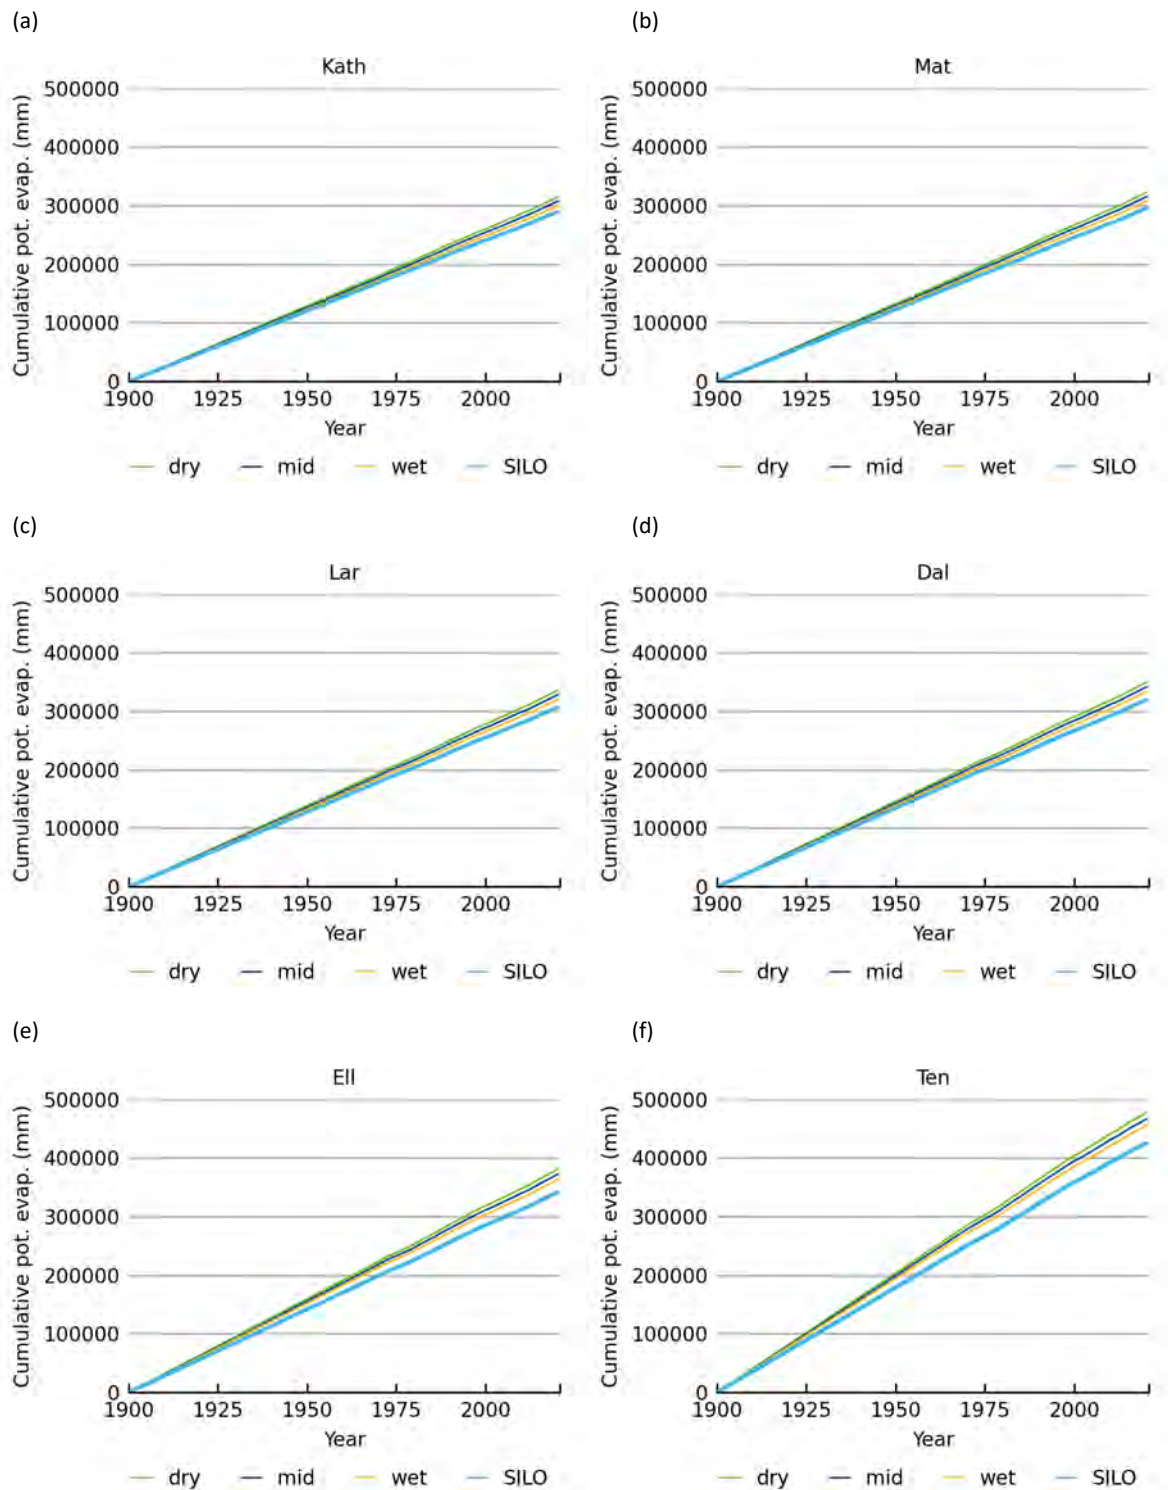 (a)
(b)
Kath
Cumulative pot. evap. (mm)
500000
400000
300000
200000
100000
0
1900 1925 1950 1975 2000
Year
dry mid wet SILO
Mat
Cumulative pot. evap. (mm)
500000
400000
300000
200000
100000
0
1900 1925 1950 1975 2000
Year
dry mid wet SILO
(c)
(d)
Lar
Cumulative pot. evap. (mm)
500000
400000
300000
200000
100000
0
1900 1925 1950 1975 2000
Year
dry mid wet SILO
Dal
Cumulative pot. evap. (mm)
500000
400000
300000
200000
100000
0
1900 1925 1950 1975 2000
Year
dry mid wet SILO
(e)
(f)
Ell
Cumulative pot. evap. (mm)
500000
400000
300000
200000
100000
0
1900 1925 1950 1975 2000
Year
dry mid wet SILO
Ten
Cumulative pot. evap. (mm)
500000
400000
300000
200000
100000
0
1900 1925 1950 1975 2000
Year
dry mid wet SILO